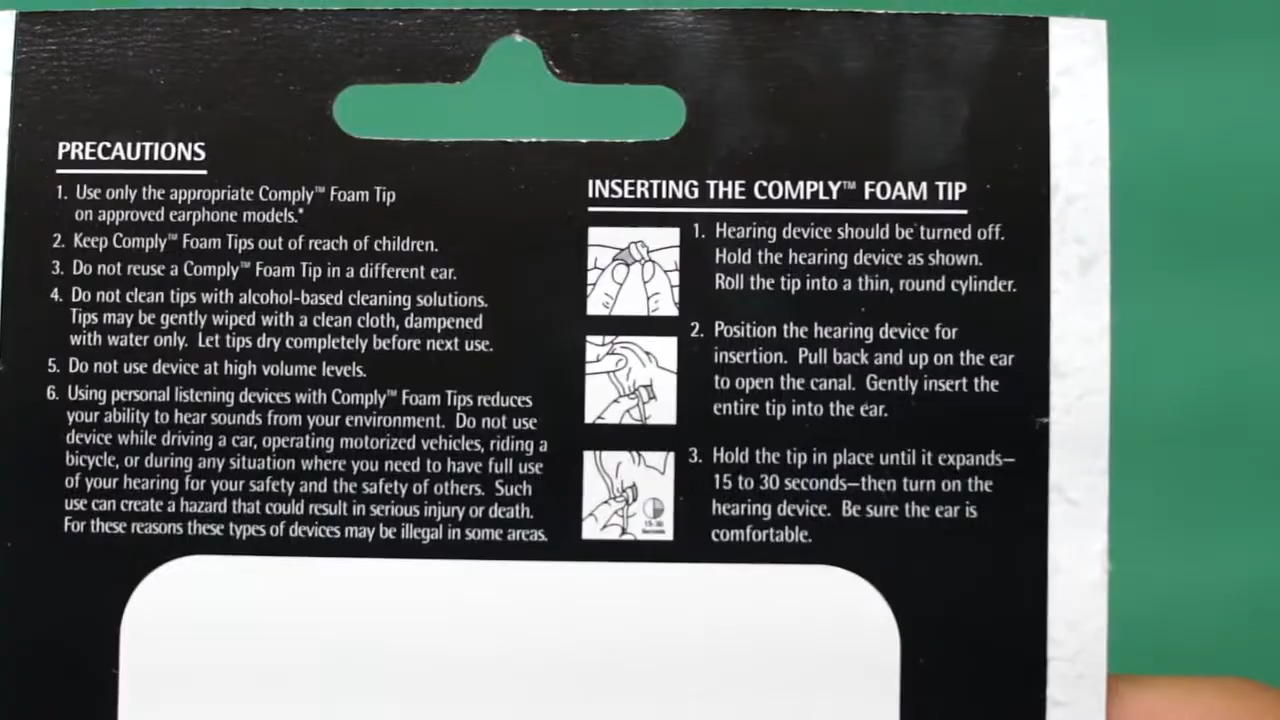 PRECAUTIONS
1. Use only the appropriate Comply™ Foam Tip
on approved earphone models.*
2. Keep Comply™ Foam Tips out of reach of children.
3. Do not reuse a Comply™ Foam Tip in a different ear.
4. Do not clean tips with alcohol-based cleaning solutions.
Tips may be gently wiped with a clean cloth, dampened
with water only. Let tips dry completely before next use.
5. Do not use device at high volume levels.
6. Using personal listening devices with Comply™ Foam Tips reduces
your ability to hear sounds from your environment. Do not use
device while driving a car, operating motorized vehicles, riding a
bicycle, or during any situation where you need to have full use
of your hearing for your safety and the safety of others. Such
use can create a hazard that could result in serious injury or death.
For these reasons these types of devices may be illegal in some areas.
INSERTING THE COMPLY™ FOAM TIP
1. Hearing device should be turned off.
Hold the hearing device as shown.
Roll the tip into a thin, round cylinder.
2. Position the hearing device for
insertion. Pull back and up on the ear
to open the canal. Gently insert the
entire tip into the ear.
3. Hold the tip in place until it expands—
15 to 30 seconds—then turn on the
hearing device. Be sure the ear is
comfortable.
15-30
Seconds